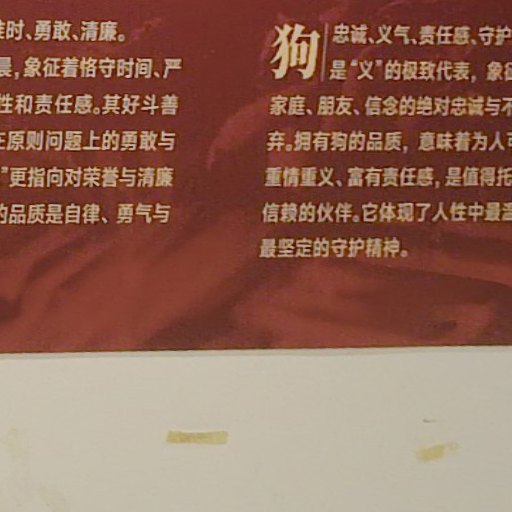 时、勇敢、清廉。
晨，象征着恪守时间、严
性和责任感。其好斗善
在原则问题上的勇敢与
”更指向对荣誉与清廉
的品质是自律、勇气与
狗
忠诚、义气、责任感、守护
是“义”的极致代表，象征
家庭、朋友、信念的绝对忠诚与不
弃。拥有狗的品质，意味着为人
重情重义、富有责任感，是值得托
信赖的伙伴。它体现了人性中最温
最坚定的守护精神。